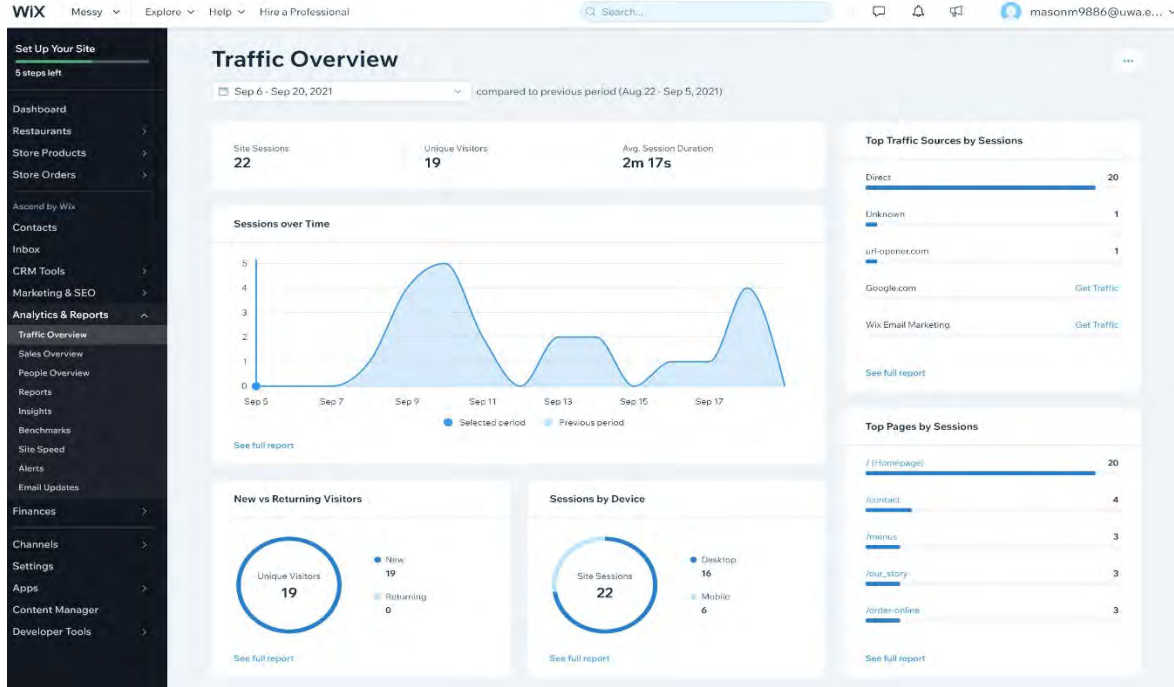 WiX Messy Explore Help Hire a Professional Search... masonm9886@uwa.e...
Set Up Your Site
5 steps left
Dashboard
Restaurants
Store Products
Store Orders
Ascend by Wix
Contacts
Inbox
CRM Tools
Marketing & SEO
Analytics & Reports
Traffic Overview
Sales Overview
People Overview
Reports
Insights
Benchmarks
Site Speed
Alerts
Email Updates
Finances
Channels
Settings
Apps
Content Manager
Developer Tools
Traffic Overview
Sep 6 - Sep 20, 2021 compared to previous period (Aug 22 - Sep 5, 2021)
Site Sessions Unique Visitors Avg. Session Duration
22 19 2m 17s
Sessions over Time
5
4
3
2
1
0
Sep 5 Sep 7 Sep 9 Sep 11 Sep 13 Sep 15 Sep 17
Selected period Previous period
See full report
New vs Returning Visitors
Unique Visitors
19
New
19
Returning
0
See full report
Sessions by Device
Site Sessions
22
Desktop
16
Mobile
6
See full report
Top Traffic Sources by Sessions
Direct 20
Unknown 1
url-opener.com 1
Google.com Get Traffic
Wix Email Marketing Get Traffic
See full report
Top Pages by Sessions
/ (Homepage) 20
/contact 4
/menus 3
/our_story 3
/order-online 3
See full report